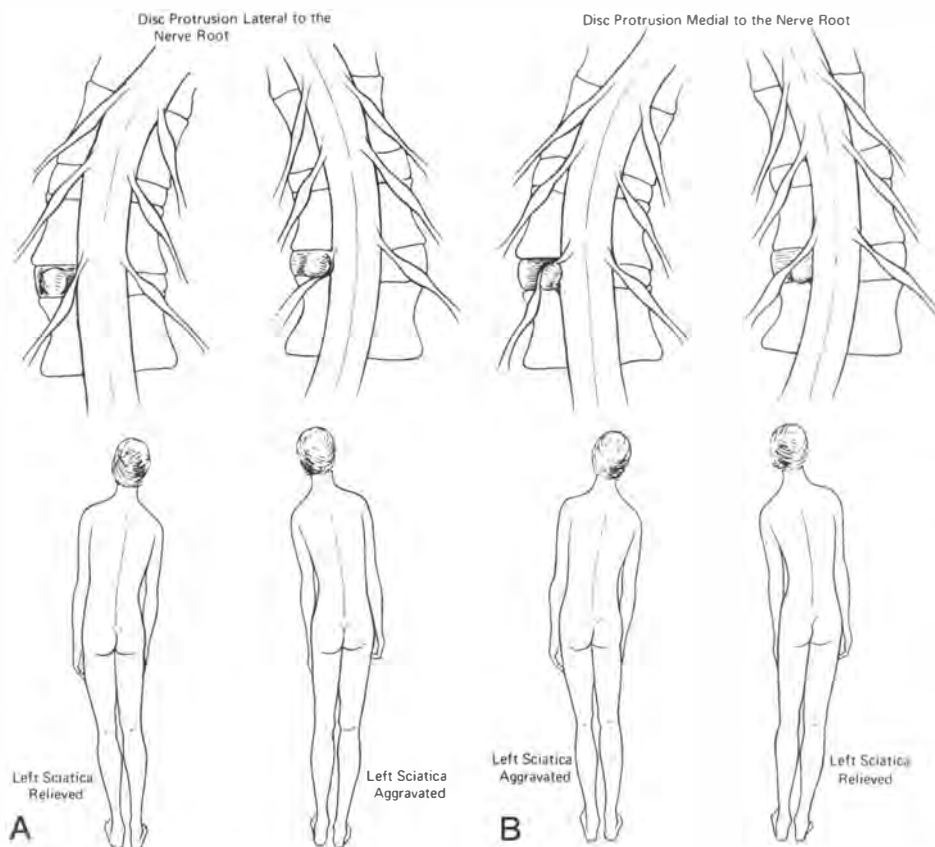 Disc Protrusion Lateral to the
Nerve Root
Disc Protrusion Medial to the Nerve Root
Left Sciatica
Relieved
Left Sciatica
Aggravated
Left Sciatica
Aggravated
Left Sciatica
Relieved
A
B